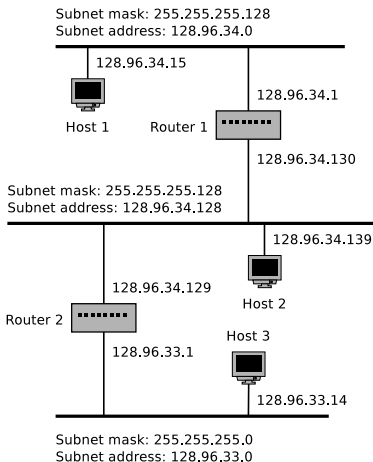 Subnet mask: 255.255.255.128
Subnet address: 128.96.34.0
128.96.34.15
128.96.34.1
Host 1
Router 1
128.96.34.130
Subnet mask: 255.255.255.128
Subnet address: 128.96.34.128
128.96.34.139
128.96.34.129
Host 2
Router 2
Host 3
128.96.33.1
128.96.33.14
Subnet mask: 255.255.255.0
Subnet address: 128.96.33.0